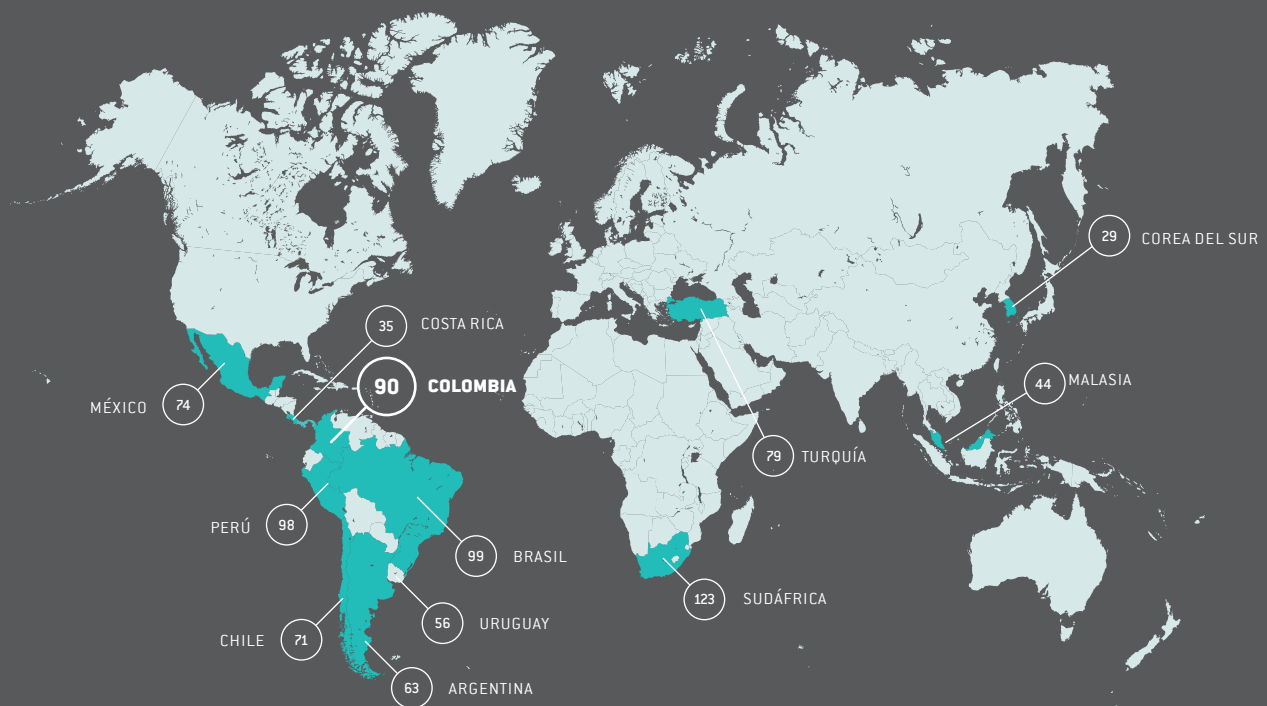 29 COREA DEL SUR
35 COSTA RICA
90 COLOMBIA
44 MALASIA
MÉXICO 74
79 TURQUÍA
PERÚ 98
99 BRASIL
123 SUDÁFRICA
56 URUGUAY
CHILE 71
63 ARGENTINA